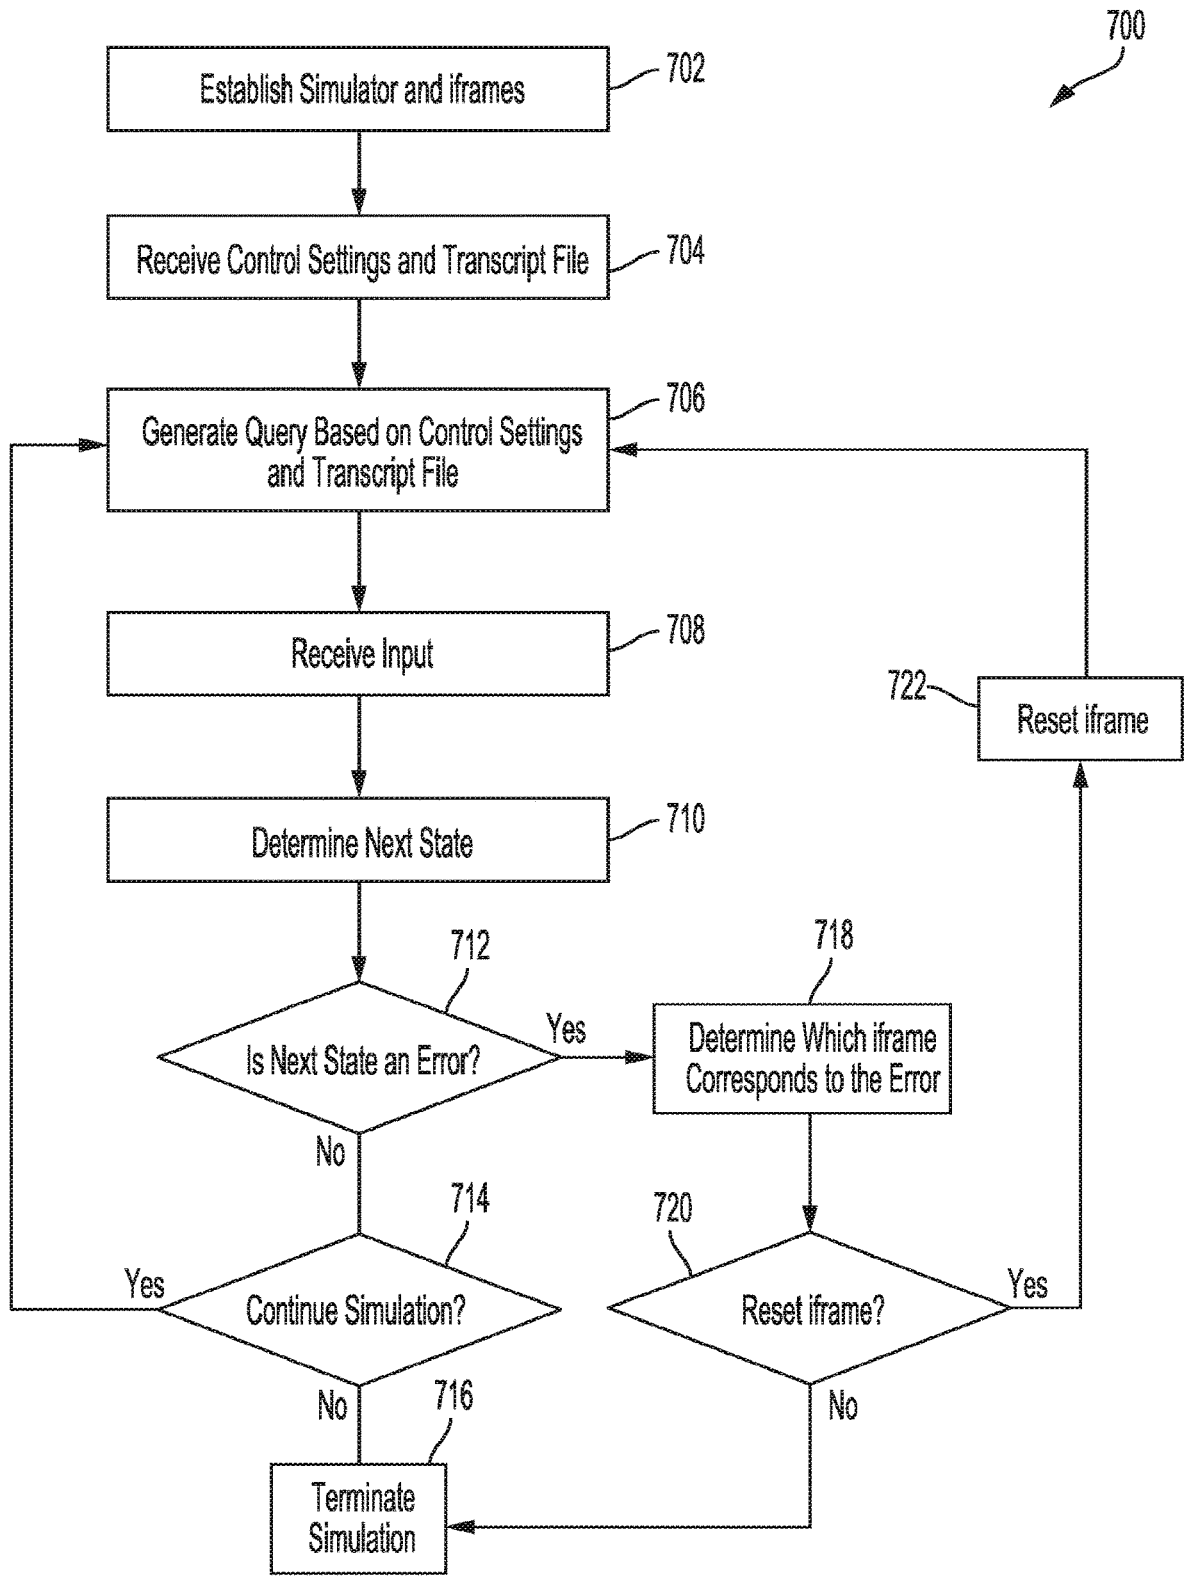 700
Establish Simulator and iframes
702
Receive Control Settings and Transcript File
704
Generate Query Based on Control Settings
and Transcript File
706
Receive Input
708
Determine Next State
710
Is Next State an Error?
712
Yes
No
Determine Which iframe
Corresponds to the Error
718
Continue Simulation?
714
Yes
No
Reset iframe?
720
Yes
No
Reset iframe
722
Terminate
Simulation
716